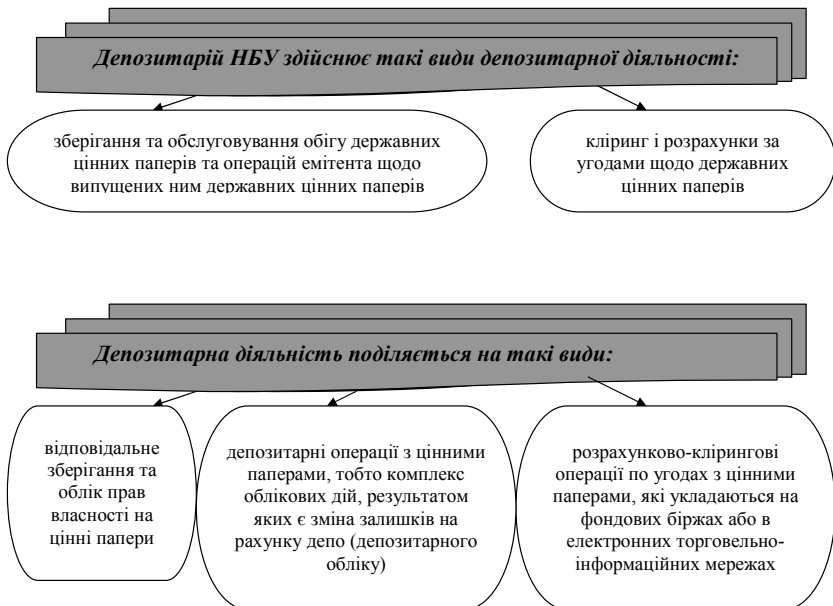 Депозитарій НБУ здійснює такі види депозитарної діяльності:
зберігання та обслуговування обігу державних
цінних паперів та операцій емітента щодо
випущених ним державних цінних паперів
кліринг і розрахунки за
угодами щодо державних
цінних паперів
Депозитарна діяльність поділяється на такі види:
відповідальне
зберігання та
облік прав
власності на
цінні папери
депозитарні операції з цінними
паперами, тобто комплекс
облікових дій, результатом
яких є зміна залишків на
рахунку депо (депозитарного
обліку)
розрахунково-клірингові
операції по угодах з цінними
паперами, які укладаються на
фондових біржах або в
електронних торговельно-
інформаційних мережах